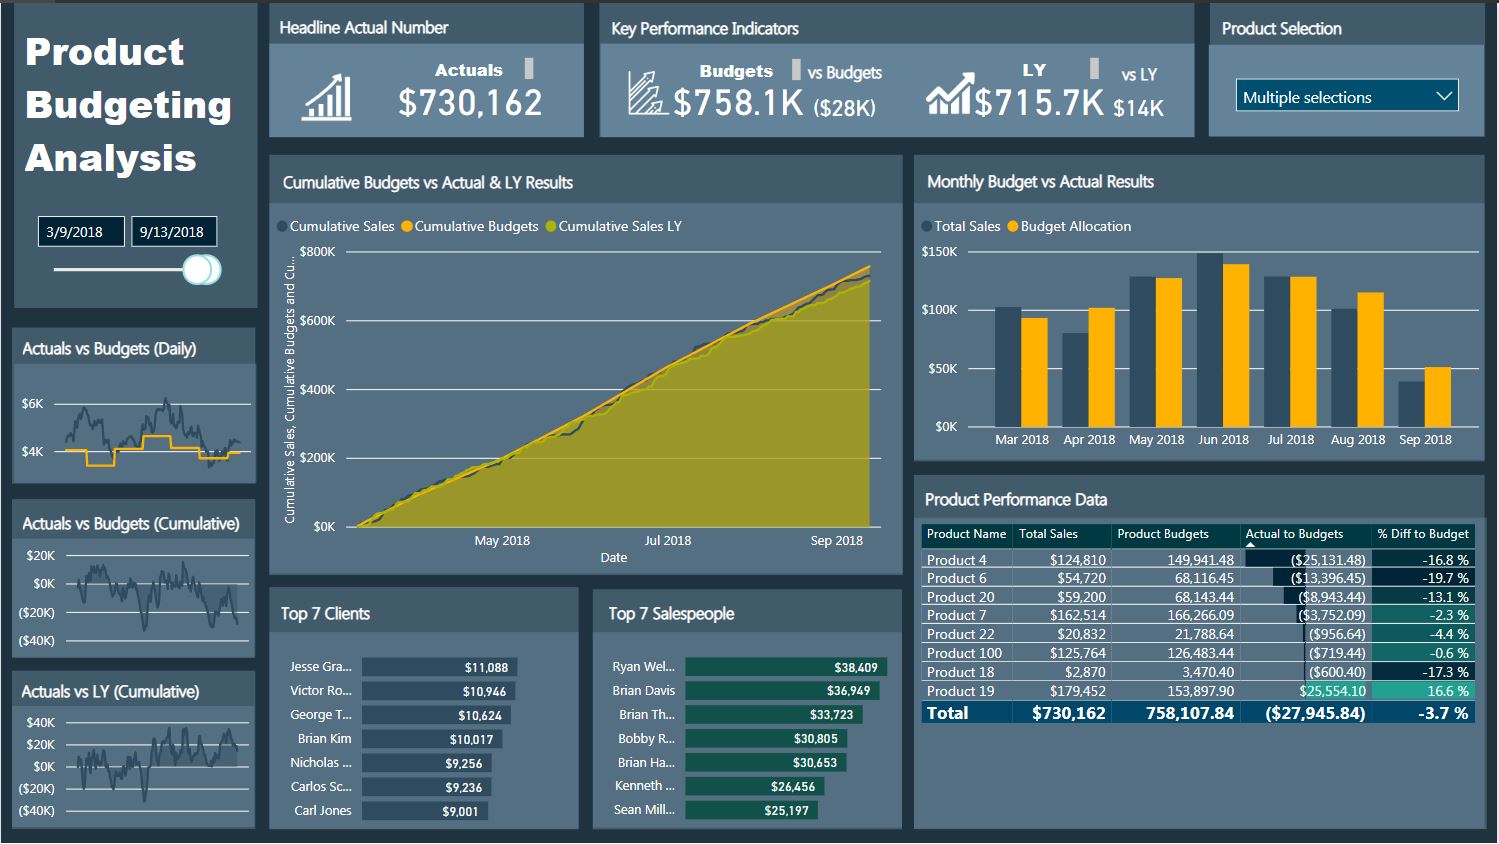 Product
Budgeting
Analysis
3/9/2018 9/13/2018
Headline Actual Number
Actuals
$730,162
Key Performance Indicators
Budgets vs Budgets
$758.1K ($28K)
LY vs LY
$715.7K $14K
Product Selection
Multiple selections
Actuals vs Budgets (Daily)
$6K
$4K
Actuals vs Budgets (Cumulative)
$20K
$0K
($20K)
($40K)
Actuals vs LY (Cumulative)
$40K
$20K
$0K
($20K)
($40K)
Cumulative Budgets vs Actual & LY Results
Cumulative Sales Cumulative Budgets Cumulative Sales LY
Cumulative Sales, Cumulative Budgets and Cu...
$800K
$600K
$400K
$200K
$0K
May 2018 Jul 2018 Sep 2018
Date
Monthly Budget vs Actual Results
Total Sales Budget Allocation
$150K
$100K
$50K
$0K
Mar 2018 Apr 2018 May 2018 Jun 2018 Jul 2018 Aug 2018 Sep 2018
Top 7 Clients
Jesse Gra... $11,088
Victor Ro... $10,946
George T... $10,624
Brian Kim $10,017
Nicholas ... $9,256
Carlos Sc... $9,236
Carl Jones $9,001
Top 7 Salespeople
Ryan Wel... $38,409
Brian Davis $36,949
Brian Th... $33,723
Bobby R... $30,805
Brian Ha... $30,653
Kenneth ... $26,456
Sean Mill... $25,197
Product Performance Data
Product Name Total Sales Product Budgets Actual to Budgets % Diff to Budget
Product 4 $124,810 149,941.48 ($25,131.48) -16.8 %
Product 6 $54,720 68,116.45 ($13,396.45) -19.7 %
Product 20 $59,200 68,143.44 ($8,943.44) -13.1 %
Product 7 $162,514 166,266.09 ($3,752.09) -2.3 %
Product 22 $20,832 21,788.64 ($956.64) -4.4 %
Product 100 $125,764 126,483.44 ($719.44) -0.6 %
Product 18 $2,870 3,470.40 ($600.40) -17.3 %
Product 19 $179,452 153,897.90 $25,554.10 16.6 %
Total $730,162 758,107.84 ($27,945.84) -3.7 %